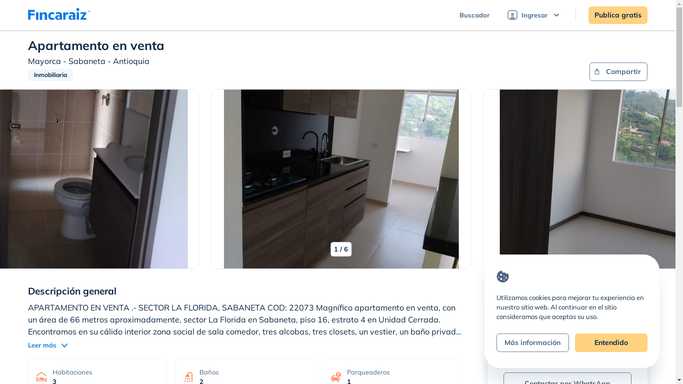 Fincaraiz
Buscador
Ingresar
Publica gratis
Apartamento en venta
Mayorca - Sabaneta - Antioquia
Inmobiliaria
Compartir
1 / 6
Descripción general
APARTAMENTO EN VENTA .- SECTOR LA FLORIDA, SABANETA COD: 22073 Magnífico apartamento en venta, con
un área de 66 metros aproximadamente, sector La Florida en Sabaneta, piso 16, estrato 4 en Unidad Cerrada.
Encontramos en su cálido interior zona social de sala comedor, tres alcobas, tres closets, un vestier, un baño privad...
Leer más
Habitaciones
3
Baños
2
Parqueaderos
1
Utilizamos cookies para mejorar tu experiencia en
nuestro sitio web. Al continuar en el sitio
consideramos que aceptas su uso.
Más información
Entendido
Contactar por WhatsApp